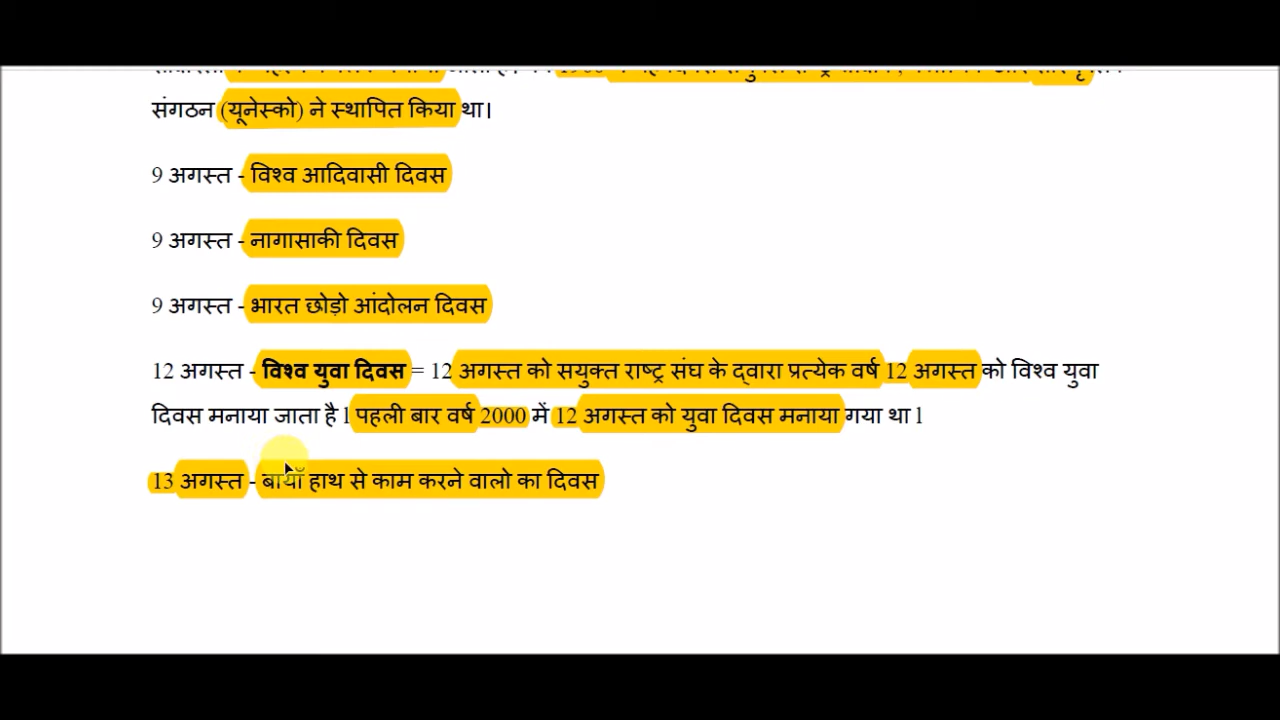 संगठन (यूनेस्को) ने स्थापित किया था।
9 अगस्त - विश्व आदिवासी दिवस
9 अगस्त - नागासाकी दिवस
9 अगस्त - भारत छोड़ो आंदोलन दिवस
12 अगस्त - विश्व युवा दिवस = 12 अगस्त को सयुक्त राष्ट्र संघ के द्वारा प्रत्येक वर्ष 12 अगस्त को विश्व युवा
दिवस मनाया जाता है l पहली बार वर्ष 2000 में 12 अगस्त को युवा दिवस मनाया गया था l
13 अगस्त - बायाँ हाथ से काम करने वालो का दिवस